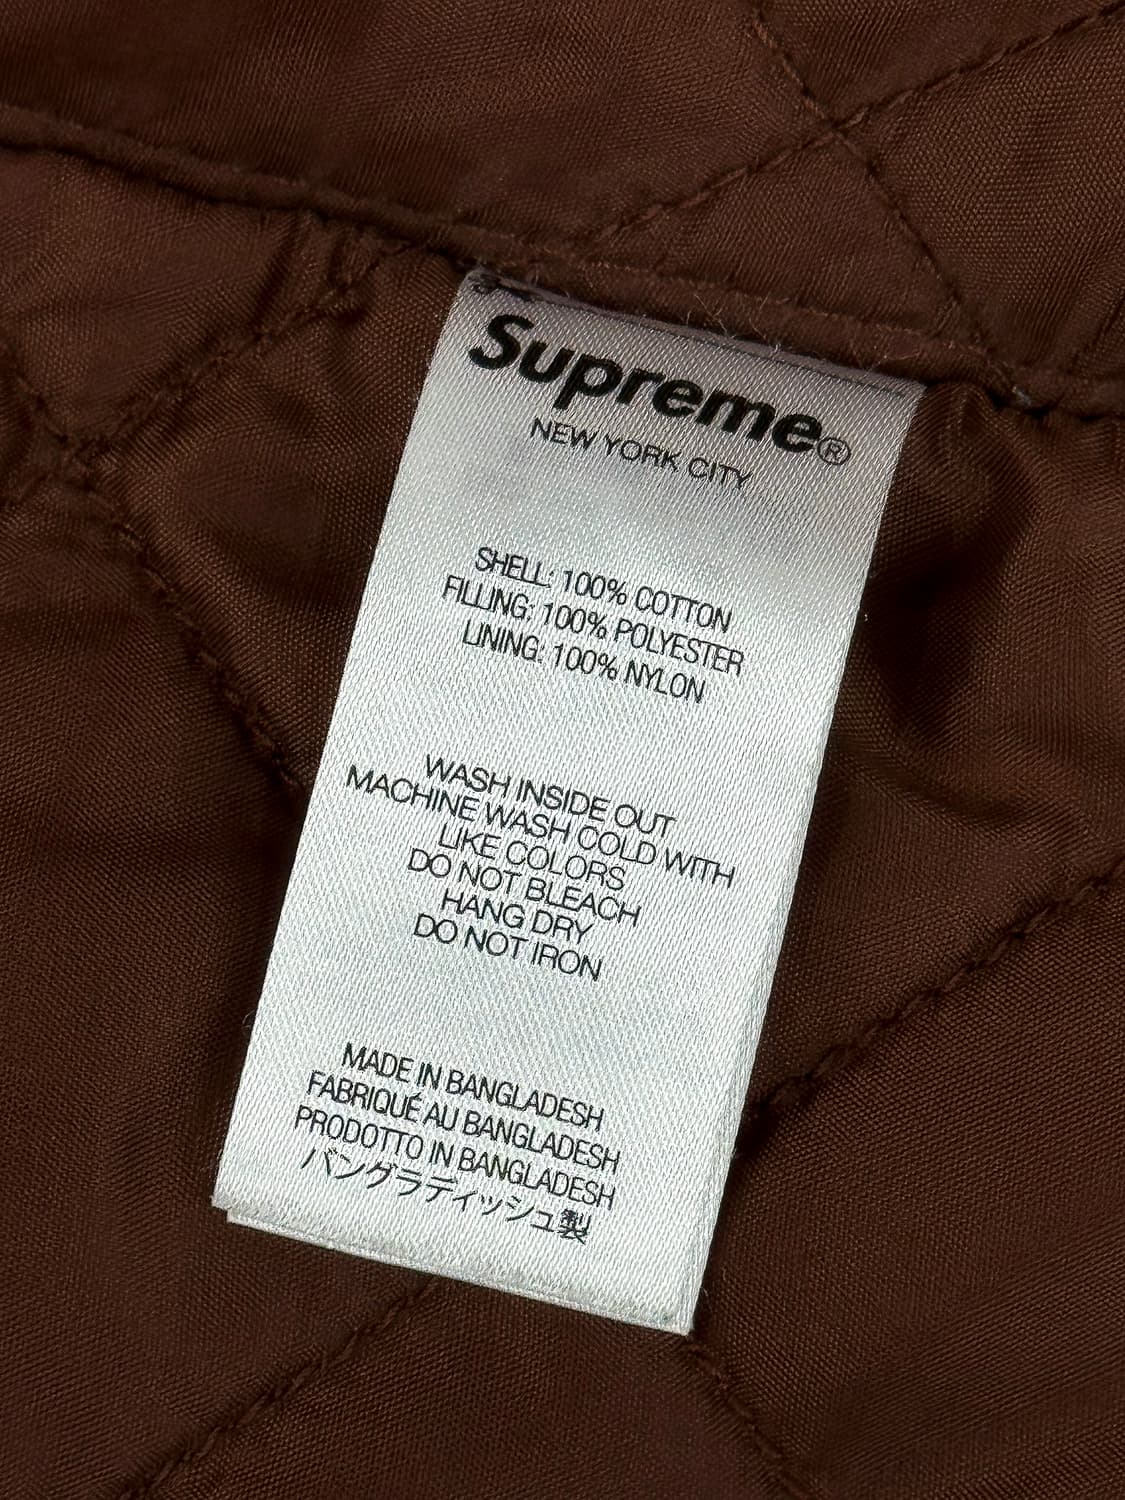 Supreme®
NEW YORK CITY
SHELL: 100% COTTON
FILLING: 100% POLYESTER
LINING: 100% NYLON
WASH INSIDE OUT
MACHINE WASH COLD WITH
LIKE COLORS
DO NOT BLEACH
HANG DRY
DO NOT IRON
MADE IN BANGLADESH
FABRIQUÉ AU BANGLADESH
PRODOTTO IN BANGLADESH
バングラディッシュ製